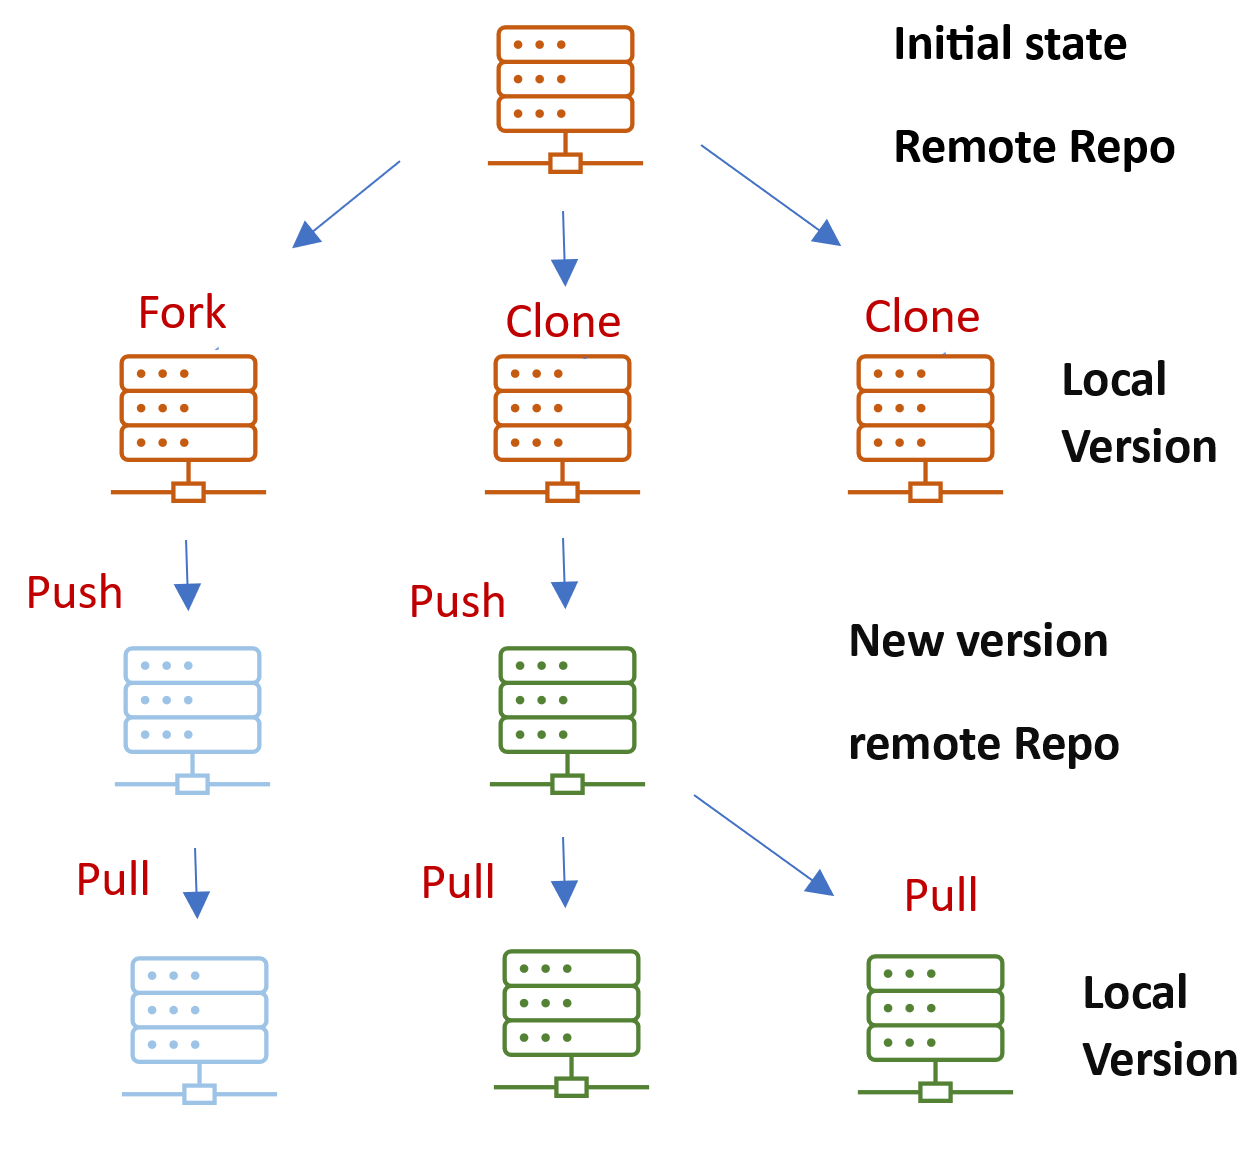 Initial state
Remote Repo
Fork
Clone
Clone
Local
Version
Push
Push
New version
remote Repo
Pull
Pull
Pull
Local
Version